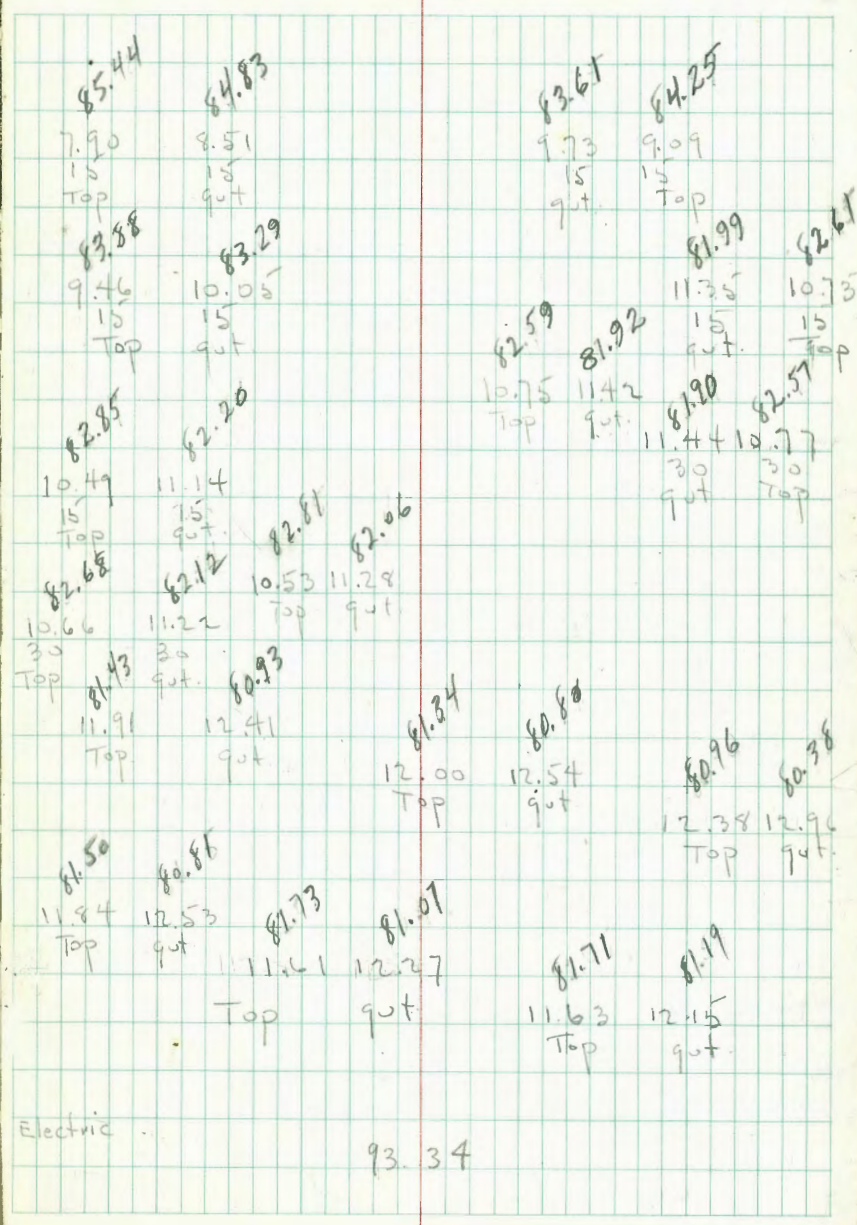 85.44 84.83 83.61 84.25
7.90 8.51 9.73 9.09
15 15 15 15
Top gut gut. Top
83.88 83.29 81.99 82.61
9.46 10.05 11.35 10.73
15 15 15 15
Top gut gut. Top
82.59 81.92
10.75 11.42
Top gut.
82.85 82.20 81.90 82.57
10.49 11.14 11.44 10.77
15 15 30 30
Top gut. gut Top
82.81 82.06
10.53 11.28
Top gut.
82.68 82.12
10.66 11.22
30 30
Top gut.
81.43 80.93
11.91 12.41
Top gut
81.34 80.80
12.00 12.54
Top gut
80.96 80.38
12.38 12.96
Top gut.
81.50 80.81
11.84 12.53
Top gut
81.73 81.07
11.61 12.27
Top gut
81.71 81.19
11.63 12.15
Top gut.
Electric .
93.34